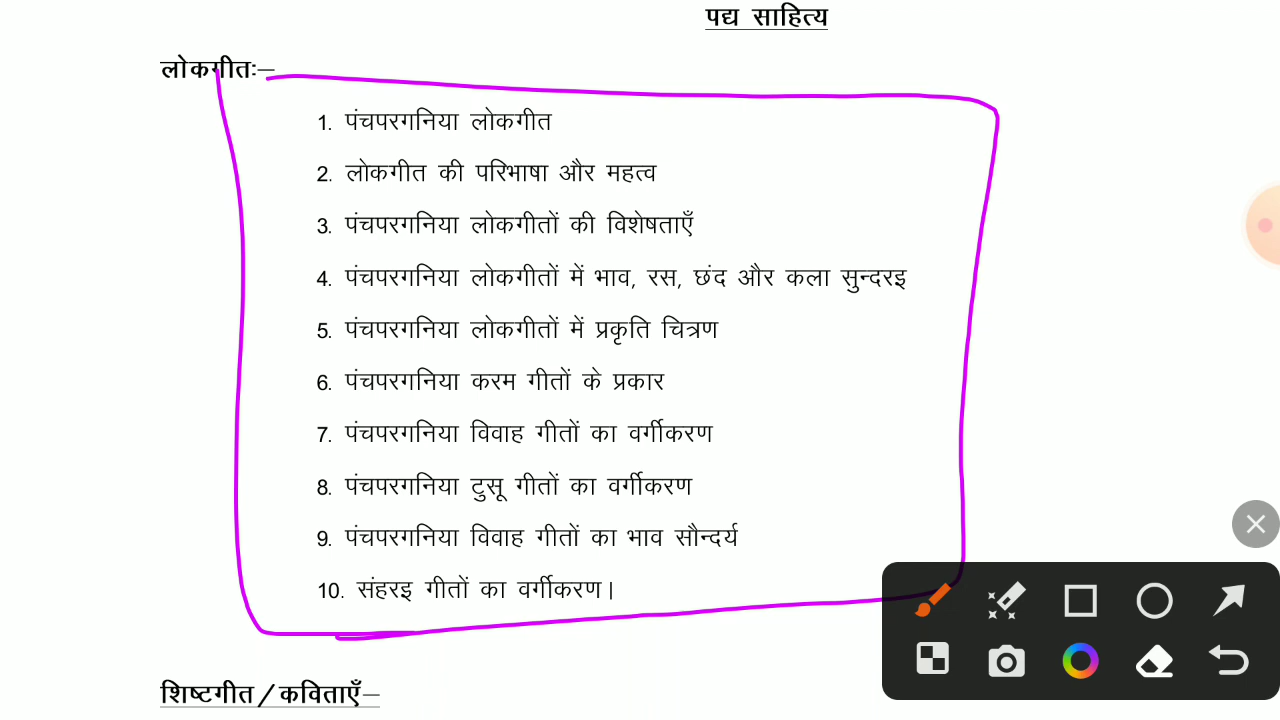 पद्य साहित्य
लोकगीतः–
1. पंचपरगनिया लोकगीत
2. लोकगीत की परिभाषा और महत्व
3. पंचपरगनिया लोकगीतों की विशेषताएँ
4. पंचपरगनिया लोकगीतों में भाव, रस, छंद और कला सुन्दरइ
5. पंचपरगनिया लोकगीतों में प्रकृति चित्रण
6. पंचपरगनिया करम गीतों के प्रकार
7. पंचपरगनिया विवाह गीतों का वर्गीकरण
8. पंचपरगनिया टुसू गीतों का वर्गीकरण
9. पंचपरगनिया विवाह गीतों का भाव सौन्दर्य
10. संहरइ गीतों का वर्गीकरण।
शिष्टगीत/कविताएँ–